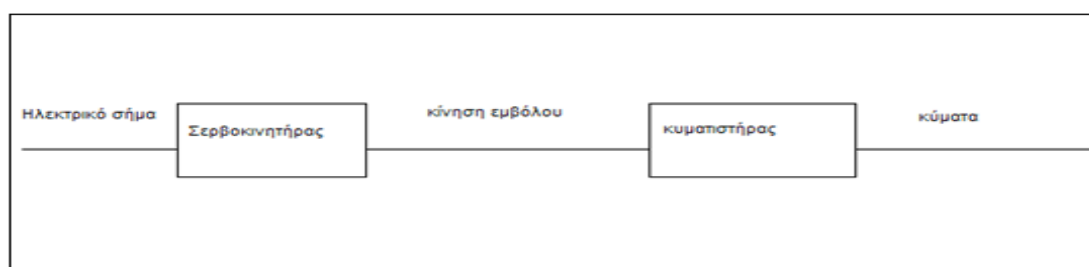 Ηλεκτρικό σήμα
Σερβοκινητήρας
κίνηση εμβόλου
κυματιστήρας
κύματα